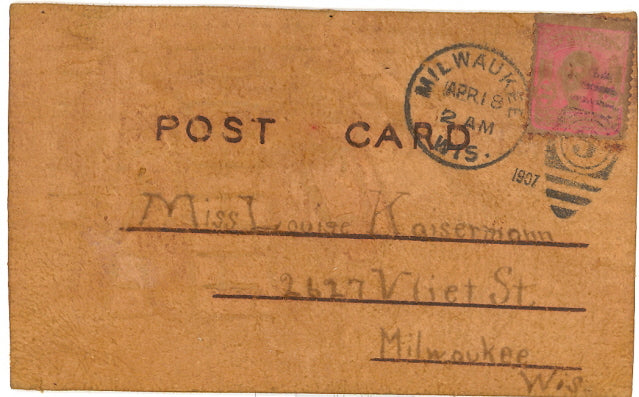 MILWAUKEE
APR 18
2 AM
WIS.
1907
POST CARD
Miss Louise Kaisermann
2627 Vliet St
Milwaukee
Wis.